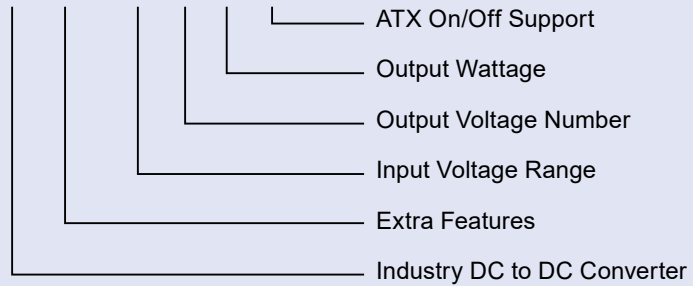 ATX On/Off Support
Output Wattage
Output Voltage Number
Input Voltage Range
Extra Features
Industry DC to DC Converter